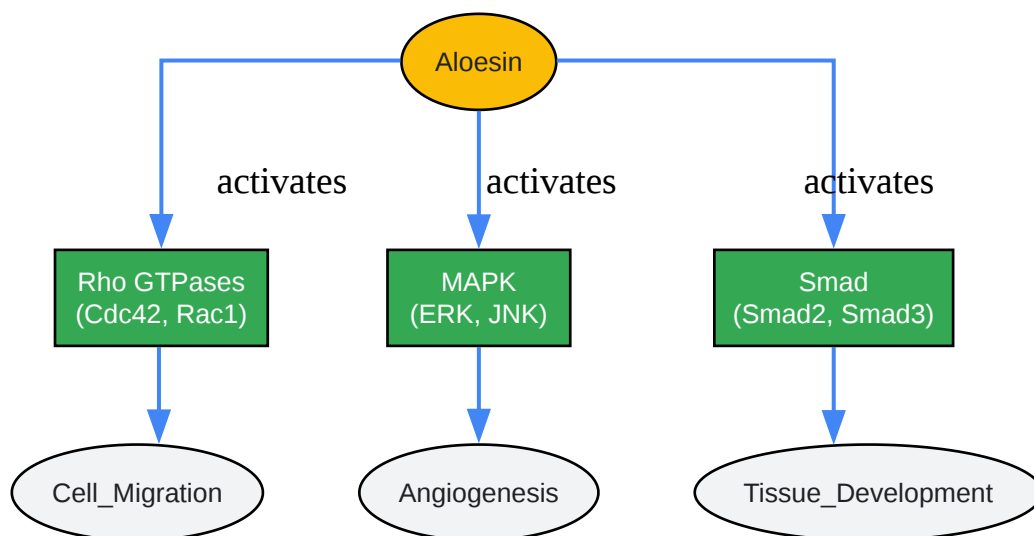 Aloesin
activates
activates
activates
Rho GTPases
(Cdc42, Rac1)
MAPK
(ERK, JNK)
Smad
(Smad2, Smad3)
Cell_Migration
Angiogenesis
Tissue_Development